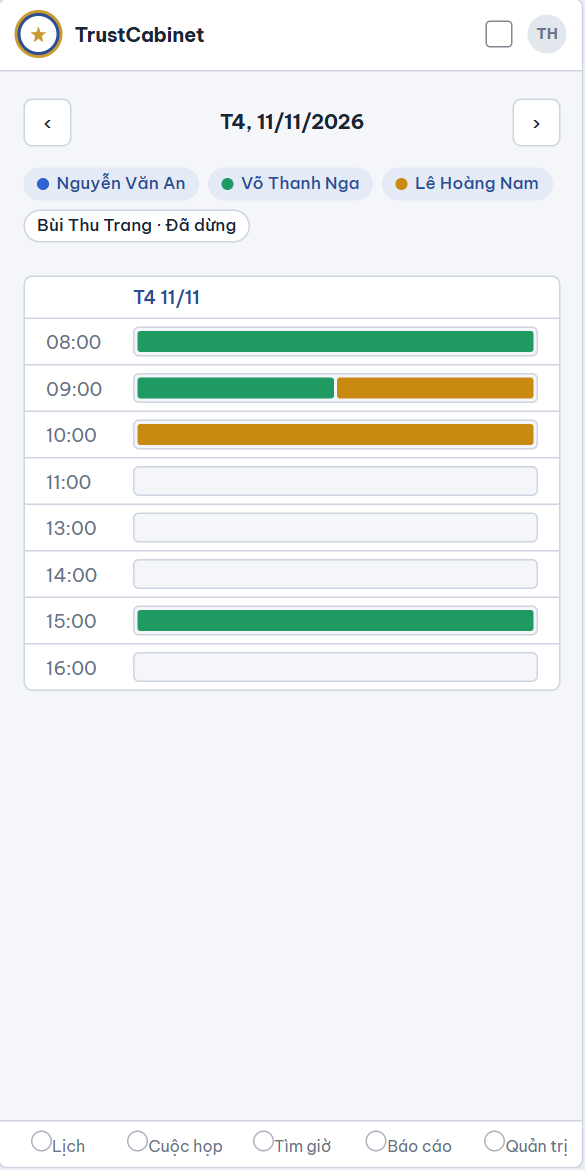 TrustCabinet
TH
‹ T4, 11/11/2026 ›
Nguyễn Văn An Võ Thanh Nga Lê Hoàng Nam
Bùi Thu Trang · Đã dừng
T4 11/11
08:00
09:00
10:00
11:00
13:00
14:00
15:00
16:00
Lịch Cuộc họp Tìm giờ Báo cáo Quản trị